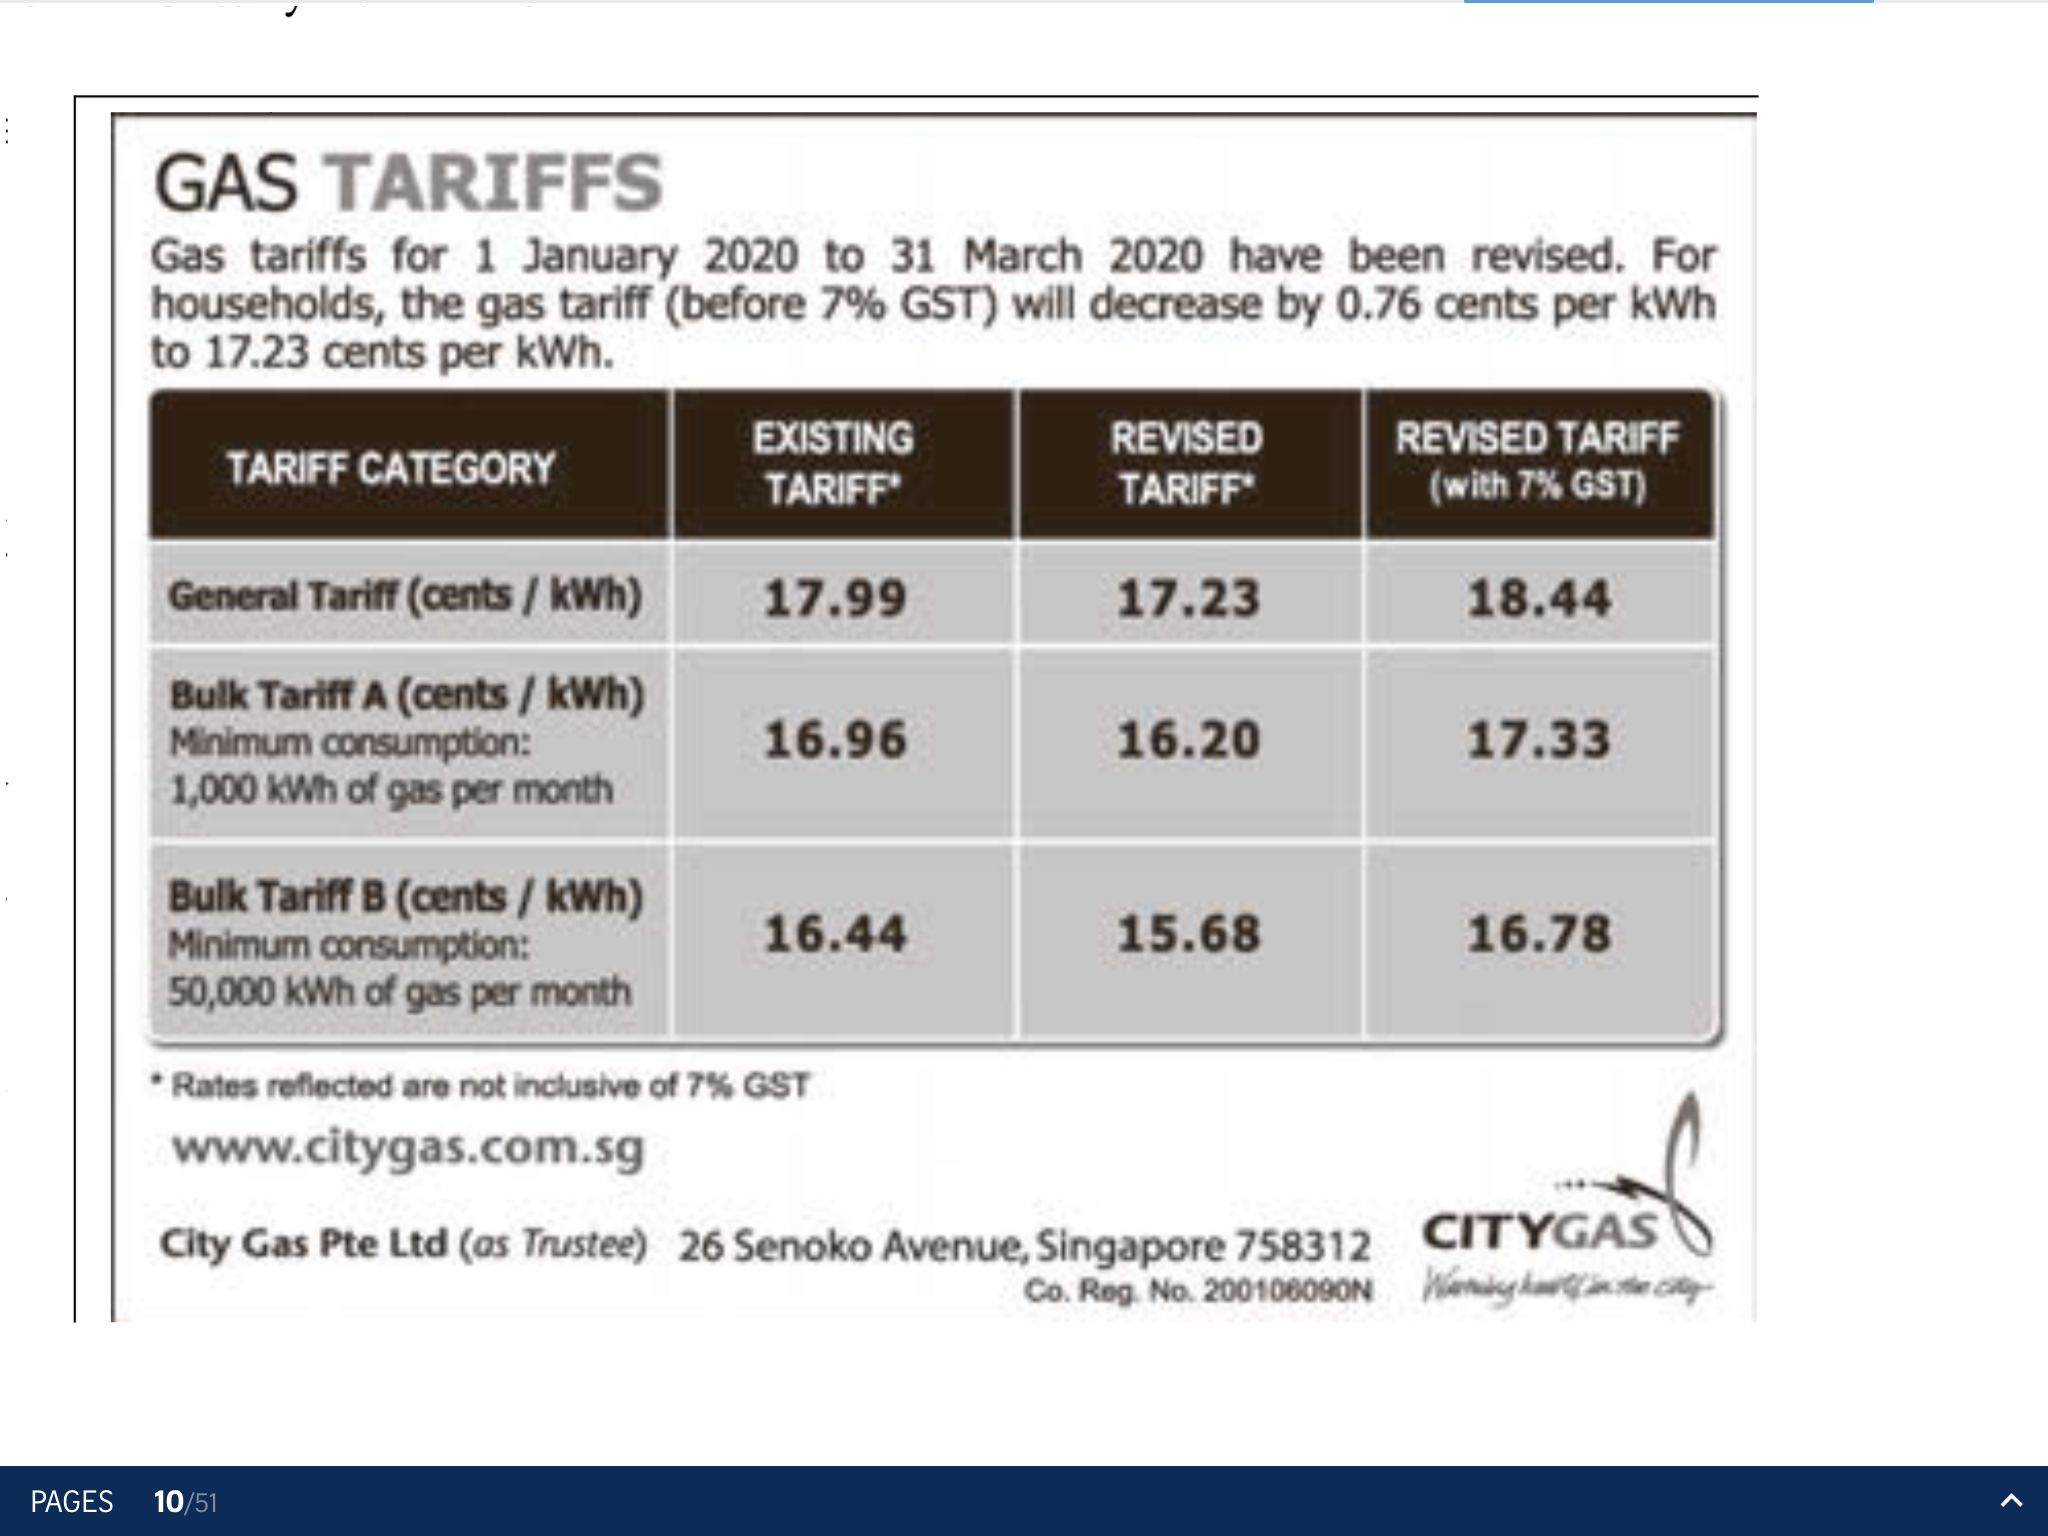 GAS TARIFFS
Gas tariffs for 1 January 2020 to 31 March 2020 have been revised. For
households, the gas tariff (before 7% GST) will decrease by 0.76 cents per kWh
to 17.23 cents per kWh.
TARIFF CATEGORY
EXISTING
TARIFF*
REVISED
TARIFF*
REVISED TARIFF
(with 7% GST)
General Tariff (cents / kWh)
17.99
17.23
18.44
Bulk Tariff A (cents / kWh)
Minimum consumption:
1,000 kWh of gas per month
16.96
16.20
17.33
Bulk Tariff B (cents / kWh)
Minimum consumption:
50,000 kWh of gas per month
16.44
15.68
16.78
* Rates reflected are not inclusive of 7% GST
www.citygas.com.sg
City Gas Pte Ltd (as Trustee) 26 Senoko Avenue, Singapore 758312
Co. Reg. No. 200106090N
CITYGAS
Warming hearts in the city
PAGES 10/51